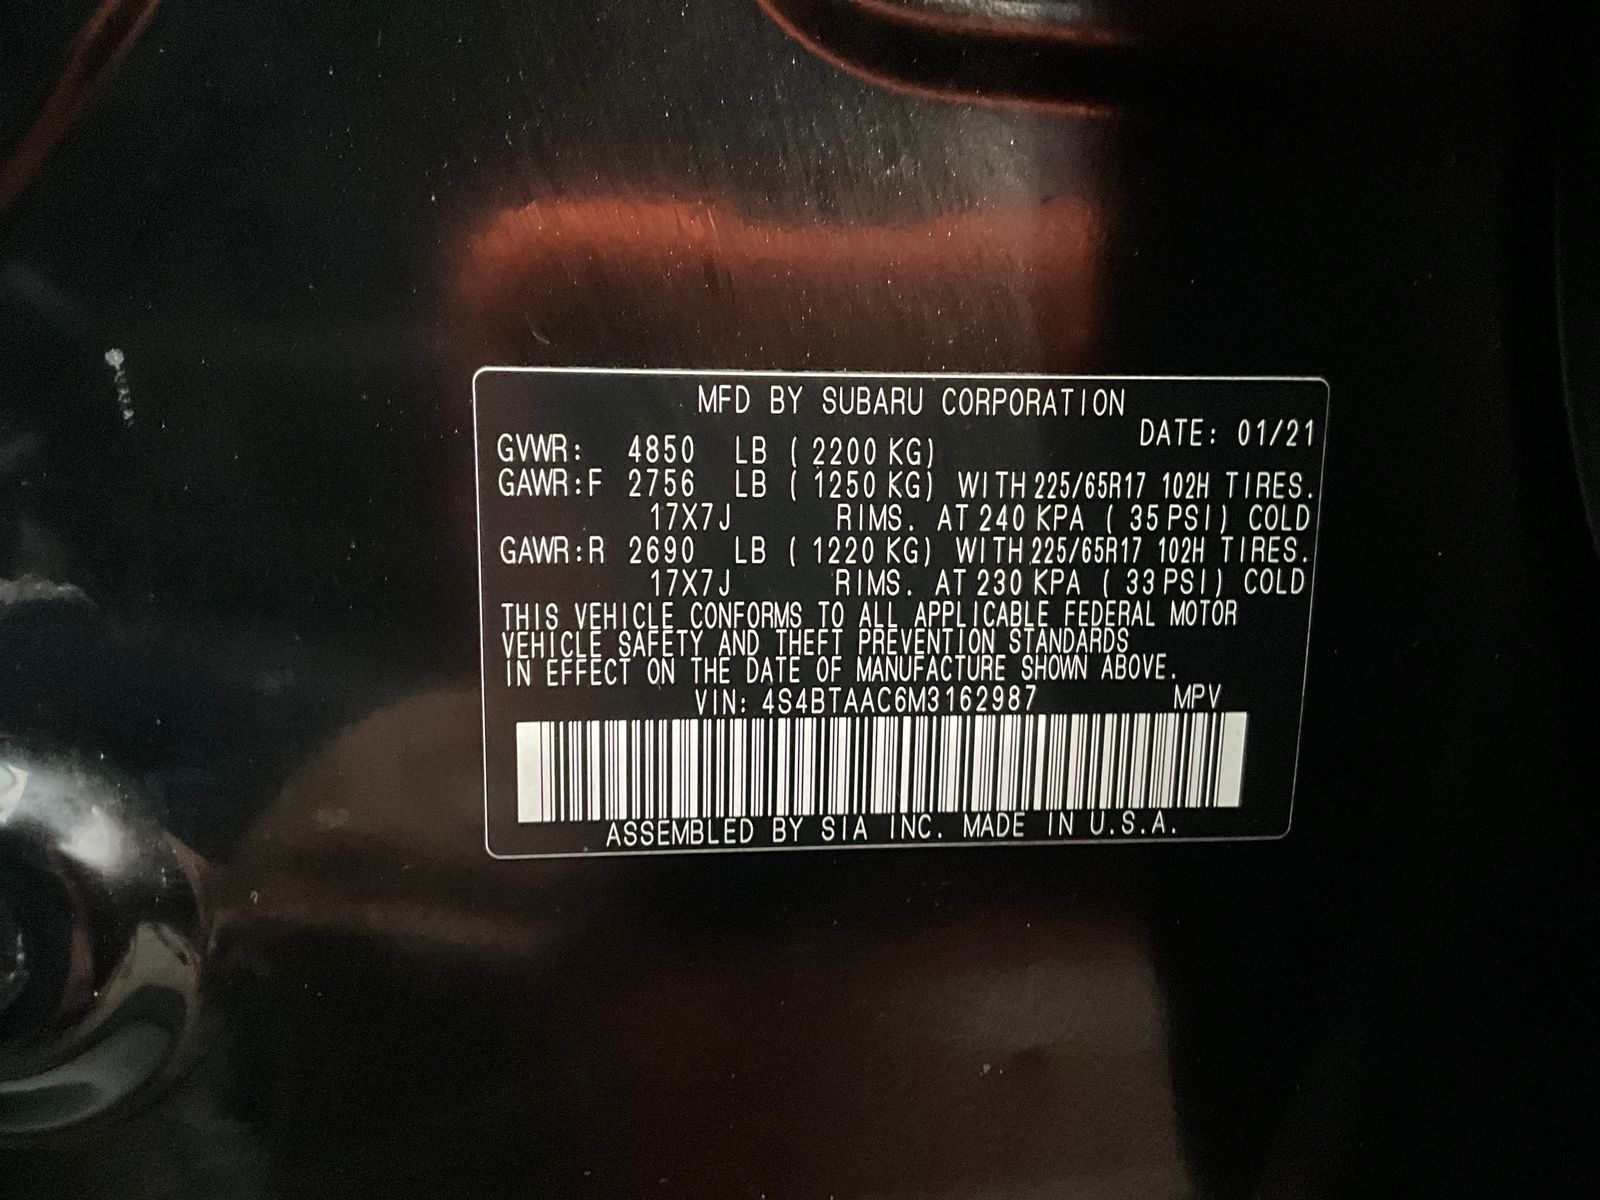 MFD BY SUBARU CORPORATION
DATE: 01/21
GVWR: 4850 LB ( 2200 KG)
GAWR:F 2756 LB ( 1250 KG) WITH 225/65R17 102H TIRES.
17X7J RIMS. AT 240 KPA ( 35 PSI) COLD
GAWR:R 2690 LB ( 1220 KG) WITH 225/65R17 102H TIRES.
17X7J RIMS. AT 230 KPA ( 33 PSI) COLD
THIS VEHICLE CONFORMS TO ALL APPLICABLE FEDERAL MOTOR
VEHICLE SAFETY AND THEFT PREVENTION STANDARDS
IN EFFECT ON THE DATE OF MANUFACTURE SHOWN ABOVE.
VIN: 4S4BTAAC6M3162987 MPV
ASSEMBLED BY SIA INC. MADE IN U.S.A.